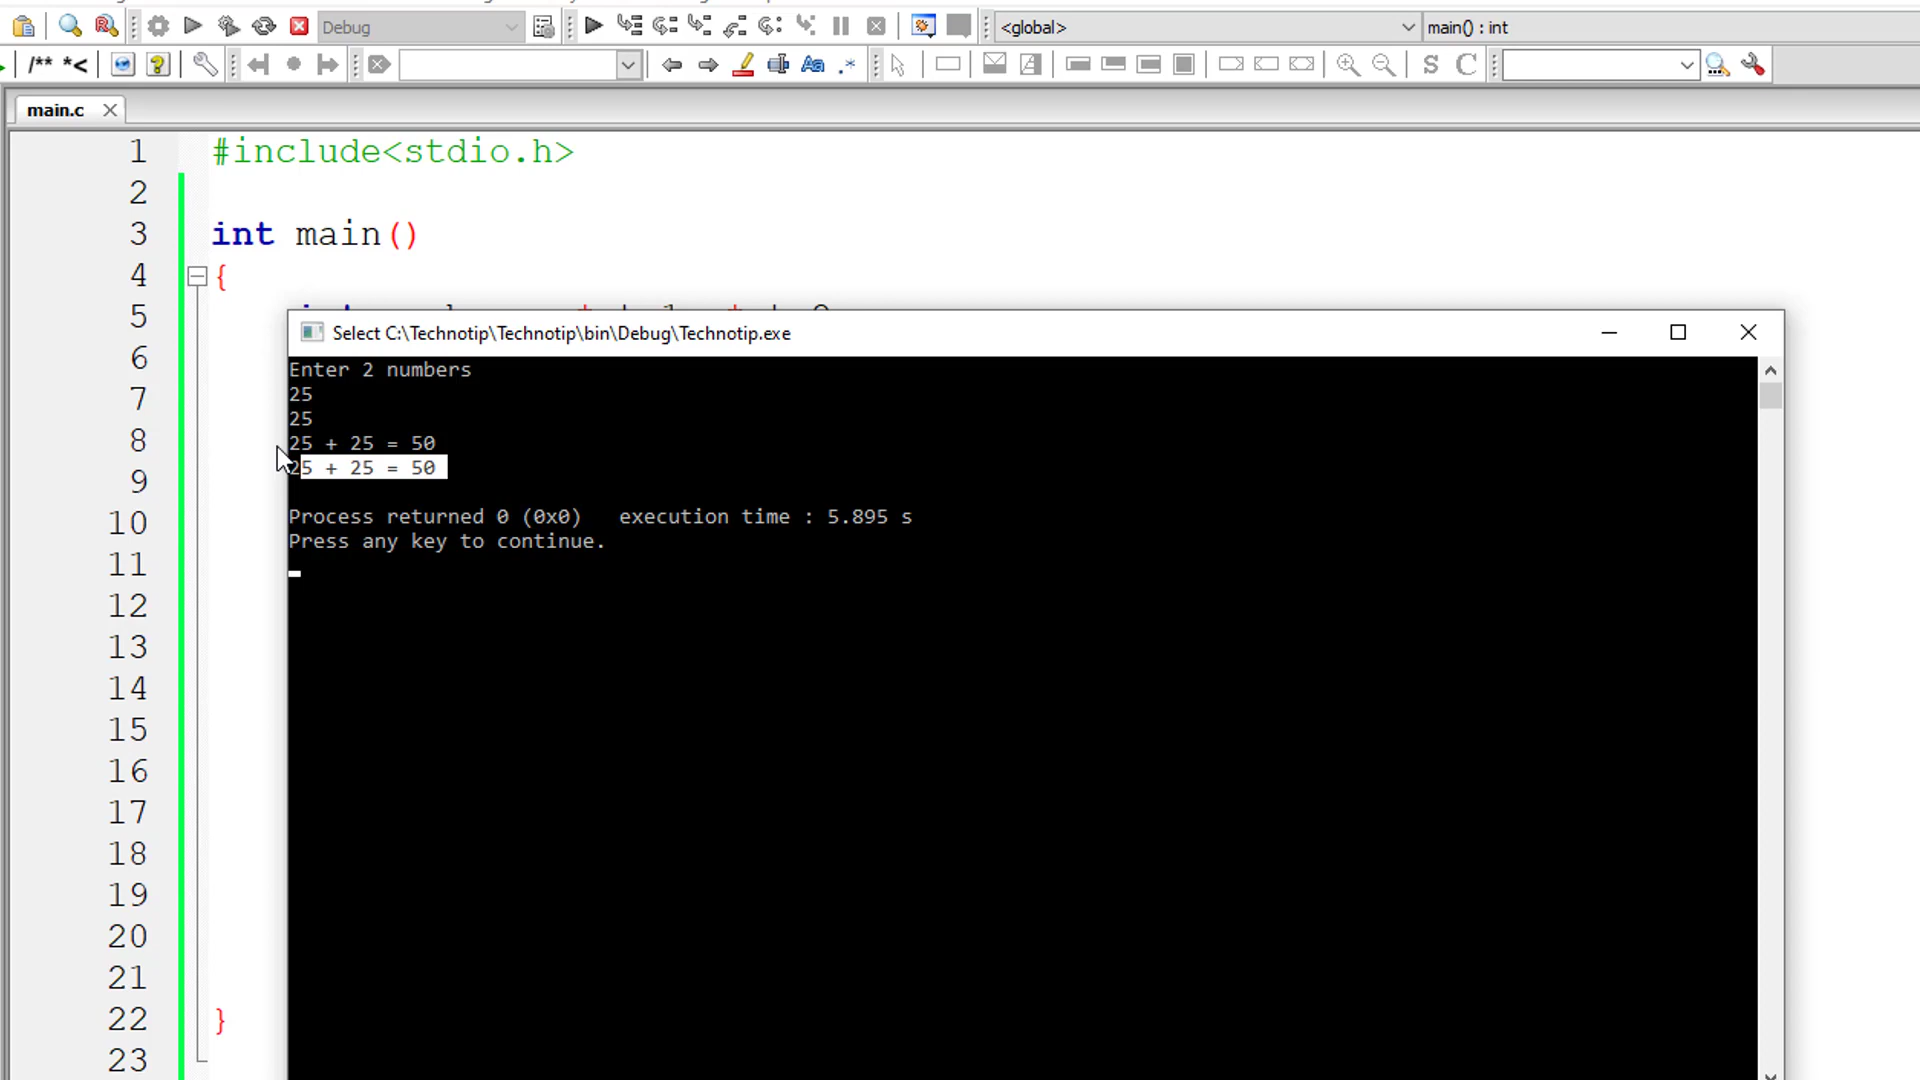 Debug
<global>
main() : int
/** *<
Aa
.*
S C
main.c
1 #include<stdio.h>
2
3 int main()
4 {
5
6
7
8
9
10
11
12
13
14
15
16
17
18
19
20
21
22 }
23
Select C:\Technotip\Technotip\bin\Debug\Technotip.exe
Enter 2 numbers
25
25
25 + 25 = 50
25 + 25 = 50
Process returned 0 (0x0)   execution time : 5.895 s
Press any key to continue.